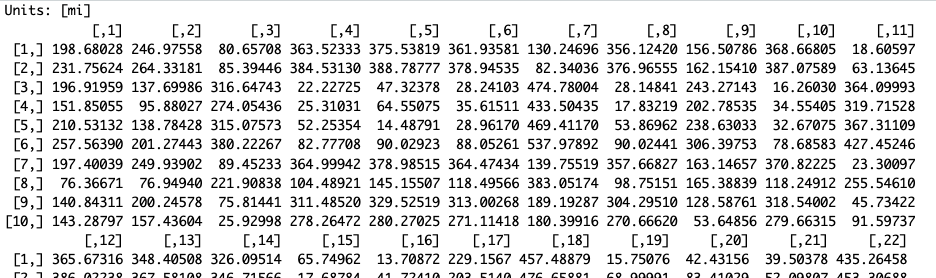 Units: [mi]
[,1] [,2] [,3] [,4] [,5] [,6] [,7] [,8] [,9] [,10] [,11]
[1,] 198.68028 246.97558 80.65708 363.52333 375.53819 361.93581 130.24696 356.12420 156.50786 368.66805 18.60597
[2,] 231.75624 264.33181 85.39446 384.53130 388.78777 378.94535 82.34036 376.96555 162.15410 387.07589 63.13645
[3,] 196.91959 137.69986 316.64743 22.22725 47.32378 28.24103 474.78004 28.14841 243.27143 16.26030 364.09993
[4,] 151.85055 95.88027 274.05436 25.31031 64.55075 35.61511 433.50435 17.83219 202.78535 34.55405 319.71528
[5,] 210.53132 138.78428 315.07573 52.25354 14.48791 28.96170 469.41170 53.86962 238.63033 32.67075 367.31109
[6,] 257.56390 201.27443 380.22267 82.77708 90.02923 88.05261 537.97892 90.02441 306.39753 78.68583 427.45246
[7,] 197.40039 249.93902 89.45233 364.99942 378.98515 364.47434 139.75519 357.66827 163.14657 370.82225 23.30097
[8,] 76.36671 76.94940 221.90838 104.48921 145.15507 118.49566 383.05174 98.75151 165.38839 118.24912 255.54610
[9,] 140.84311 200.24578 75.81441 311.48520 329.52519 313.00268 189.19287 304.29510 128.58761 318.54002 45.73422
[10,] 143.28797 157.43604 25.92998 278.26472 280.27025 271.11418 180.39916 270.66620 53.64856 279.66315 91.59737
[,12] [,13] [,14] [,15] [,16] [,17] [,18] [,19] [,20] [,21] [,22]
[1,] 365.67316 348.40508 326.09514 65.74962 13.70872 229.1567 457.48879 15.75076 42.43156 39.50378 435.26458